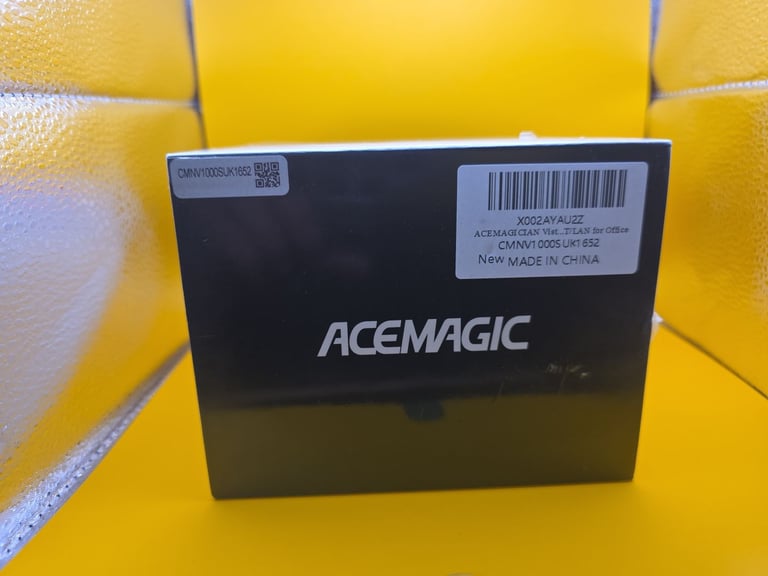 CMNV1000SUK1652
X002AYAU2Z
ACEMAGICIAN Vist...T/LAN for Office
CMNV1000SUK1652
New MADE IN CHINA
ACEMAGIC